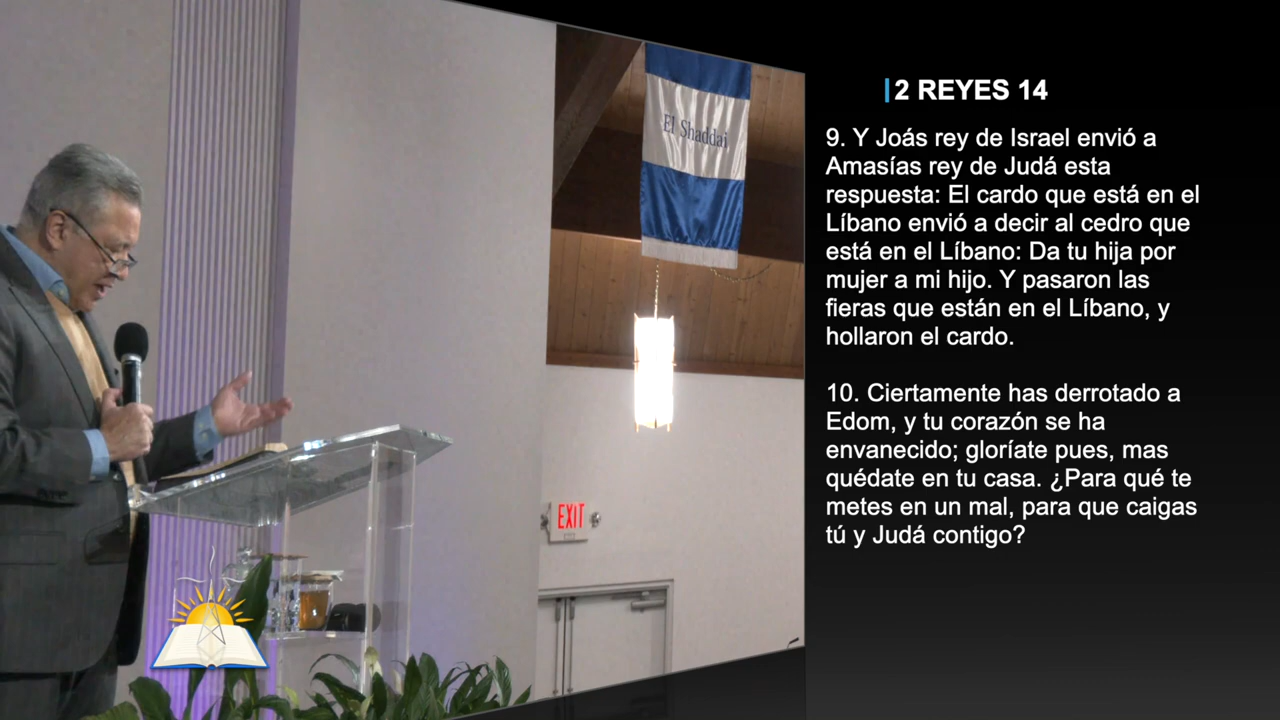 El Shaddai
EXIT
2 REYES 14
9. Y Joás rey de Israel envió a
Amasías rey de Judá esta
respuesta: El cardo que está en el
Líbano envió a decir al cedro que
está en el Líbano: Da tu hija por
mujer a mi hijo. Y pasaron las
fieras que están en el Líbano, y
hollaron el cardo.
10. Ciertamente has derrotado a
Edom, y tu corazón se ha
envanecido; gloríate pues, mas
quédate en tu casa. ¿Para qué te
metes en un mal, para que caigas
tú y Judá contigo?